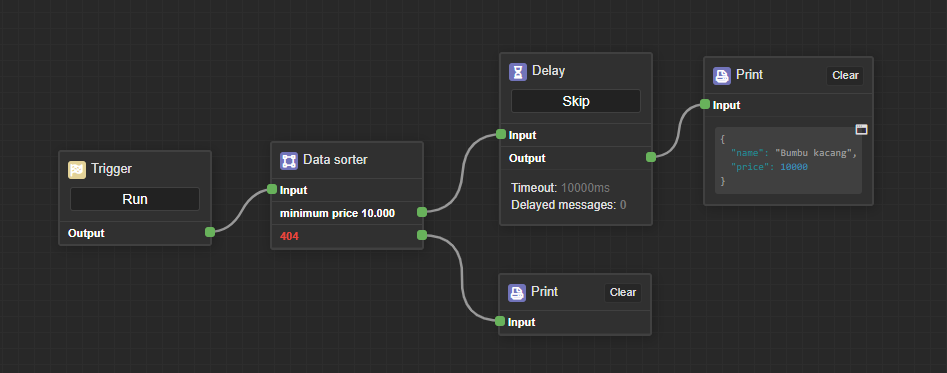 Trigger
Run
Output
Data sorter
Input
minimum price 10.000
404
Delay
Skip
Input
Output
Timeout: 10000ms
Delayed messages: 0
Print Clear
Input
{
"name": "Bumbu kacang",
"price": 10000
}
Print Clear
Input